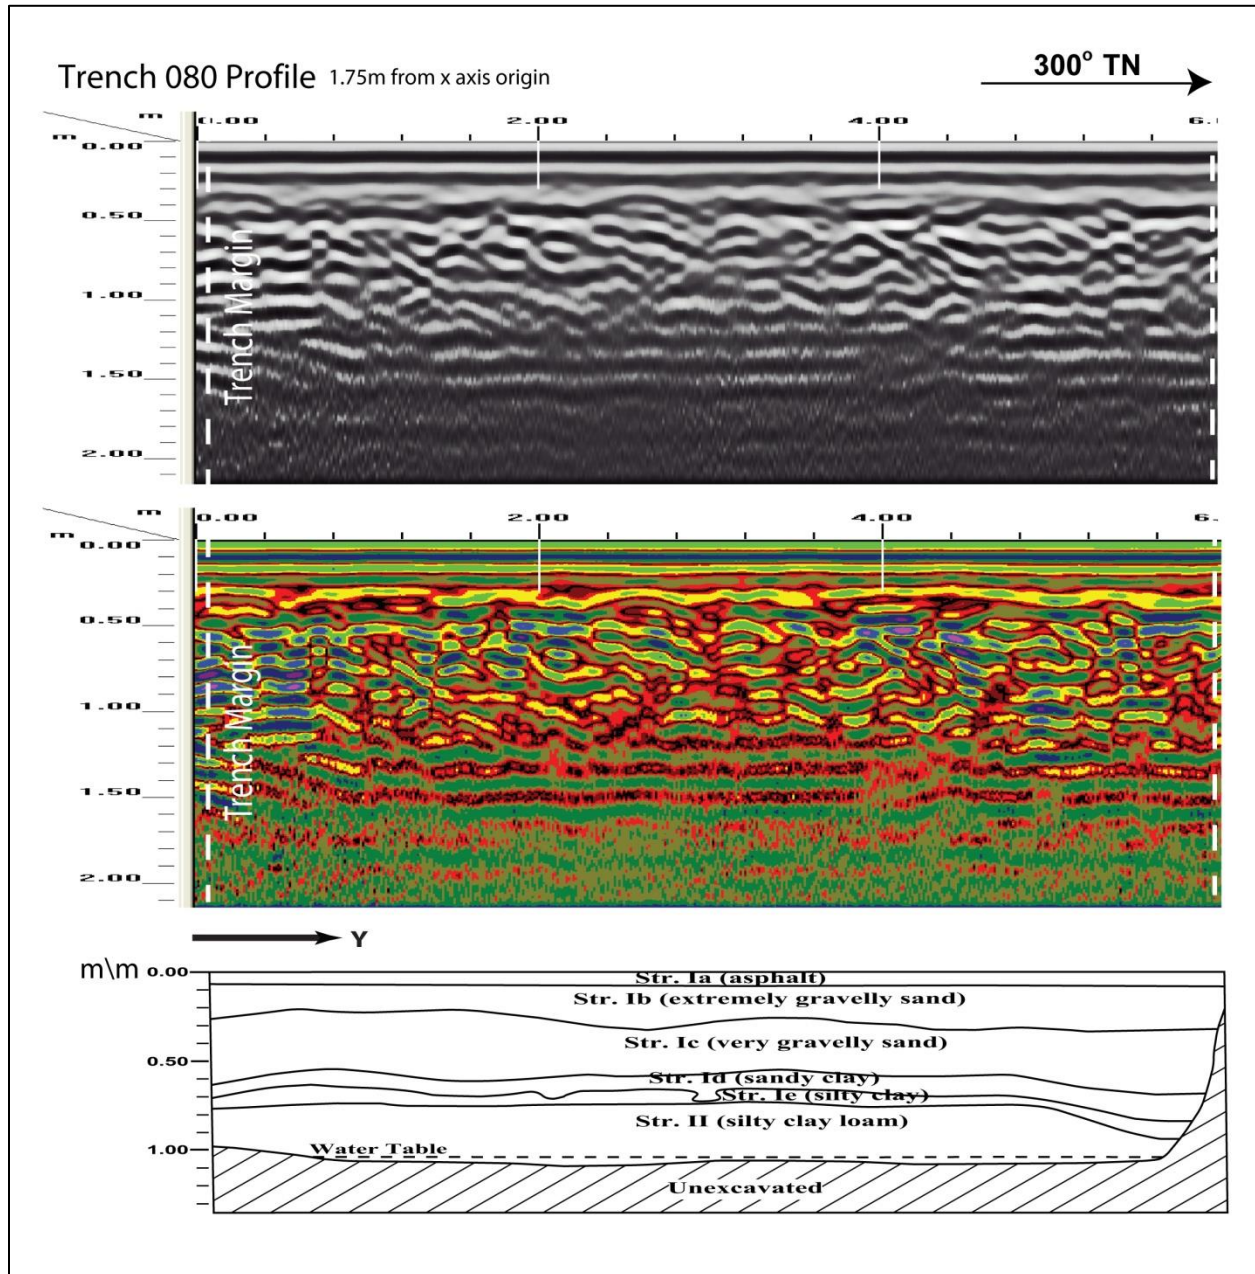 Trench 080 Profile 1.75m from x axis origin
300° TN
m
0.00 2.00 4.00 6.
m
0.00
0.50
1.00
1.50
2.00
Trench Margin
m
0.00 2.00 4.00 6.
m
0.00
0.50
1.00
1.50
2.00
Trench Margin
Y
m\m
0.00
0.50
1.00
Str. Ia (asphalt)
Str. Ib (extremely gravelly sand)
Str. Ic (very gravelly sand)
Str. Id (sandy clay)
Str. Ie (silty clay)
Str. II (silty clay loam)
Water Table
Unexcavated